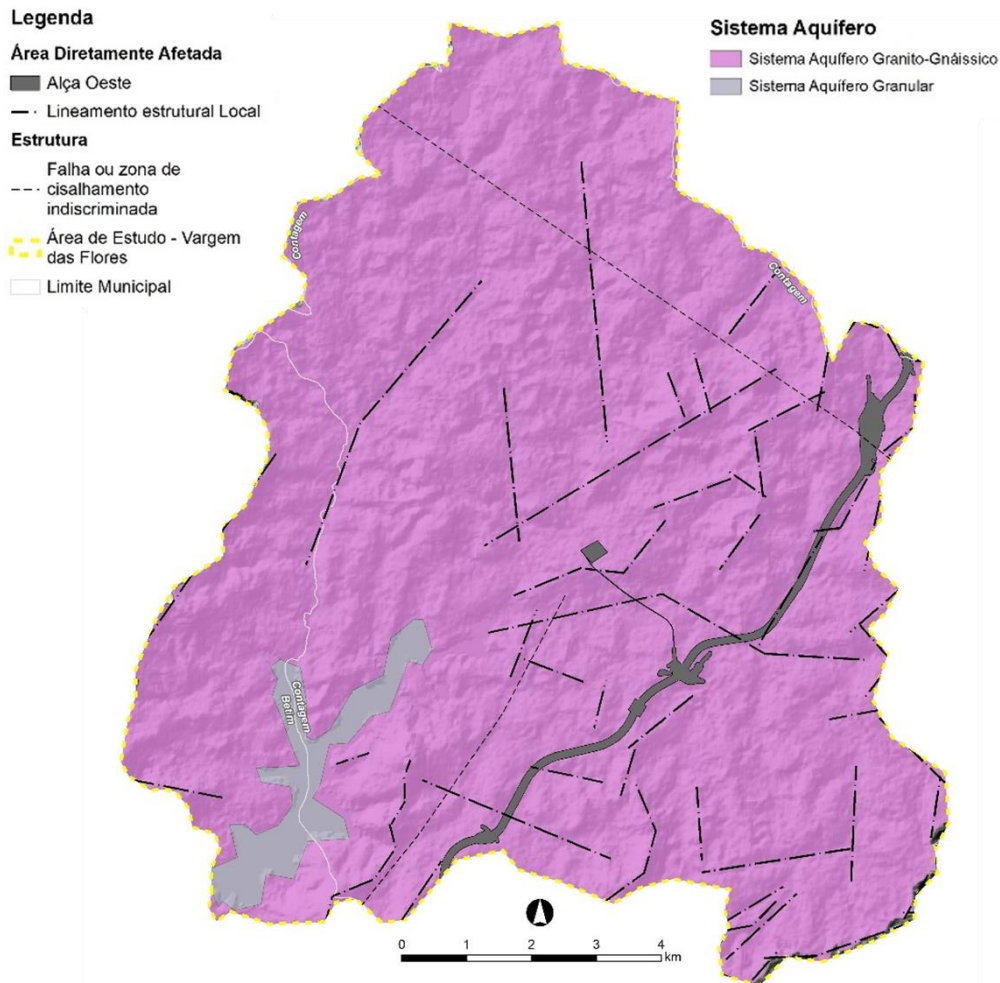 Legenda
Área Diretamente Afetada
Alça Oeste
Lineamento estrutural Local
Estrutura
Falha ou zona de
cisalhamento
indiscriminada
Área de Estudo - Vargem
das Flores
Limite Municipal
Sistema Aquífero
Sistema Aquífero Granito-Gnáissico
Sistema Aquífero Granular
Contagem
Contagem
Contagem
Betim
0 1 2 3 4
km